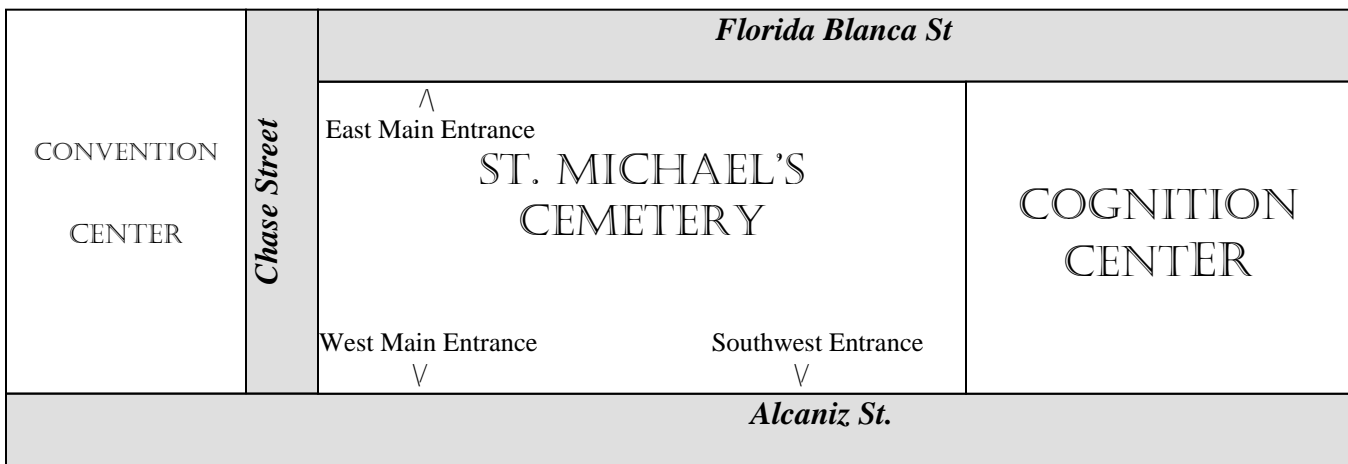 Florida Blanca St
CONVENTION
CENTER
Chase Street
East Main Entrance
ST. MICHAEL'S
CEMETERY
COGNITION
CENTER
West Main Entrance
Southwest Entrance
Alcaniz St.